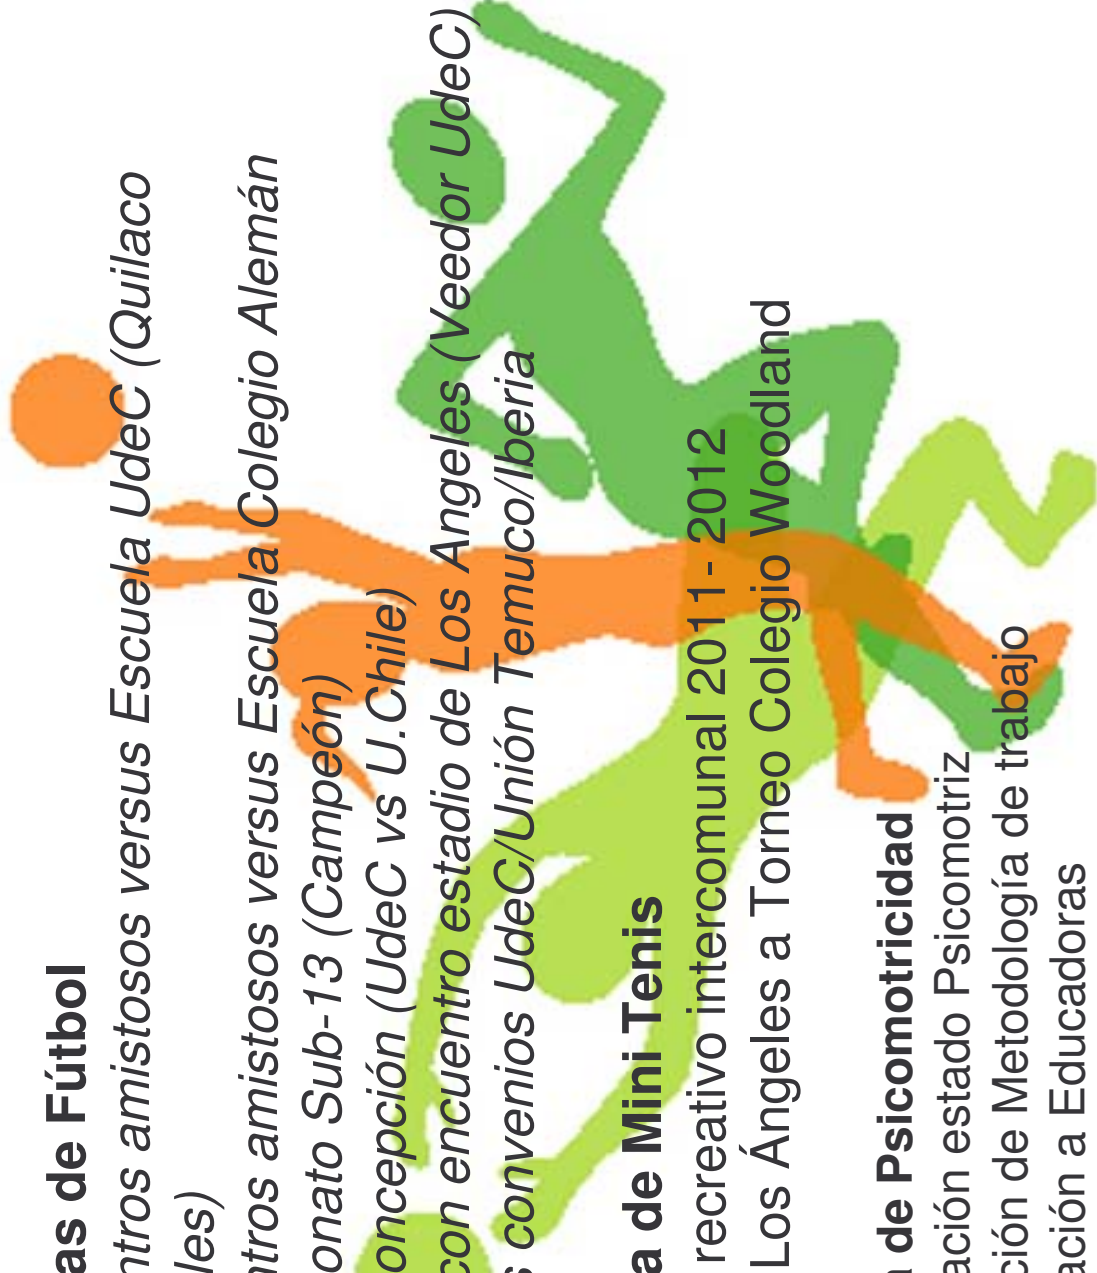 as de Fútbol
ntros amistosos versus Escuela UdeC (Quilaco
les)
ntros amistosos versus Escuela Colegio Alemán
onato Sub-13 (Campeón)
oncepción (UdeC vs U.Chile)
con encuentro estadio de Los Angeles (Veedor UdeC)
s convenios UdeC/Unión Temuco/Iberia
a de Mini Tenis
recreativo intercomunal 2011- 2012
Los Ángeles a Torneo Colegio Woodland
a de Psicomotricidad
ación estado Psicomotriz
ción de Metodología de trabajo
ación a Educadoras